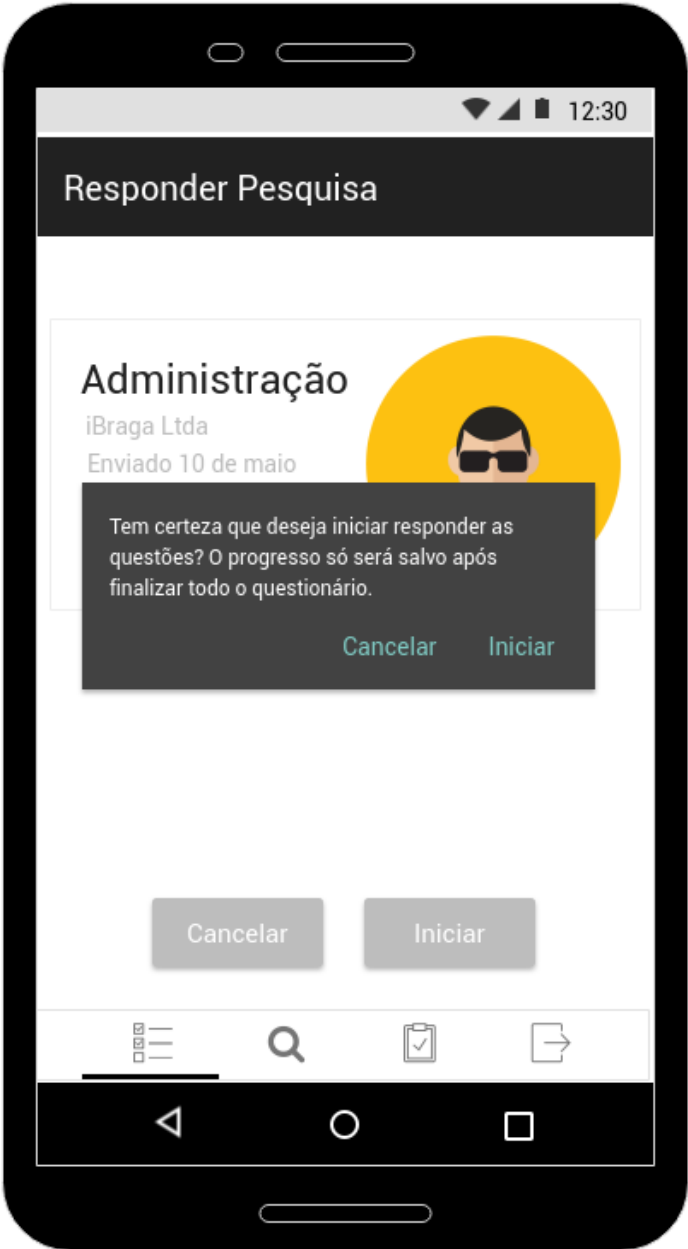 12:30
Responder Pesquisa
Administração
iBraga Ltda
Enviado 10 de maio
Tem certeza que deseja iniciar responder as
questões? O progresso só será salvo após
finalizar todo o questionário.
Cancelar Iniciar
Cancelar Iniciar